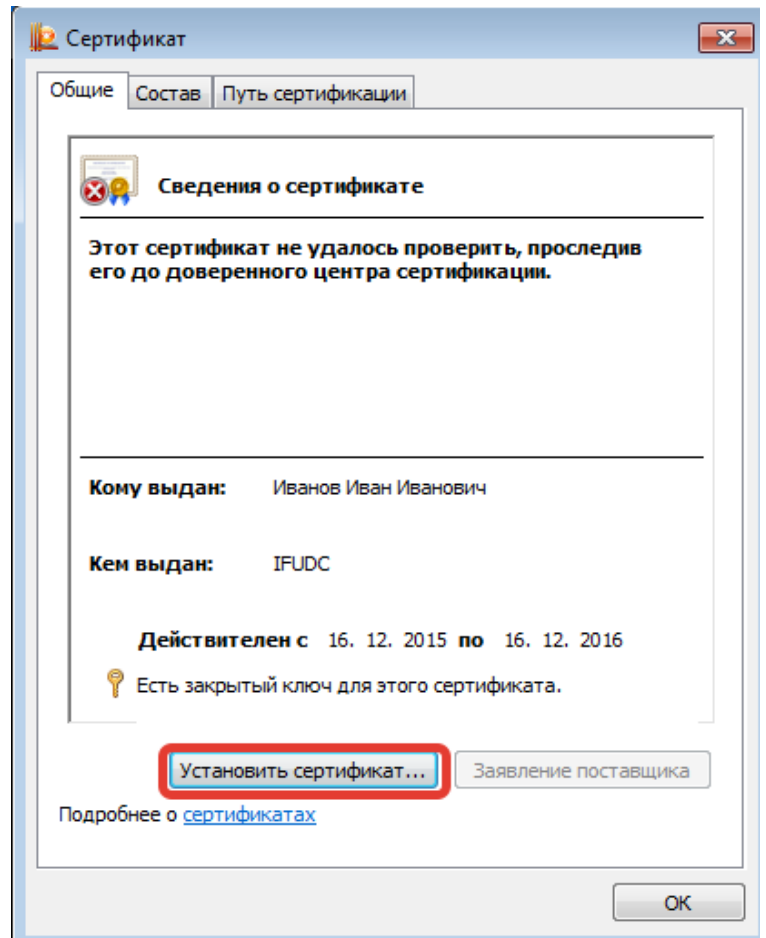 Сертификат
Общие Состав Путь сертификации
Сведения о сертификате
Этот сертификат не удалось проверить, проследив
его до доверенного центра сертификации.
Кому выдан: Иванов Иван Иванович
Кем выдан: IFUDC
Действителен с 16. 12. 2015 по 16. 12. 2016
Есть закрытый ключ для этого сертификата.
Установить сертификат... Заявление поставщика
Подробнее о сертификатах
ОК